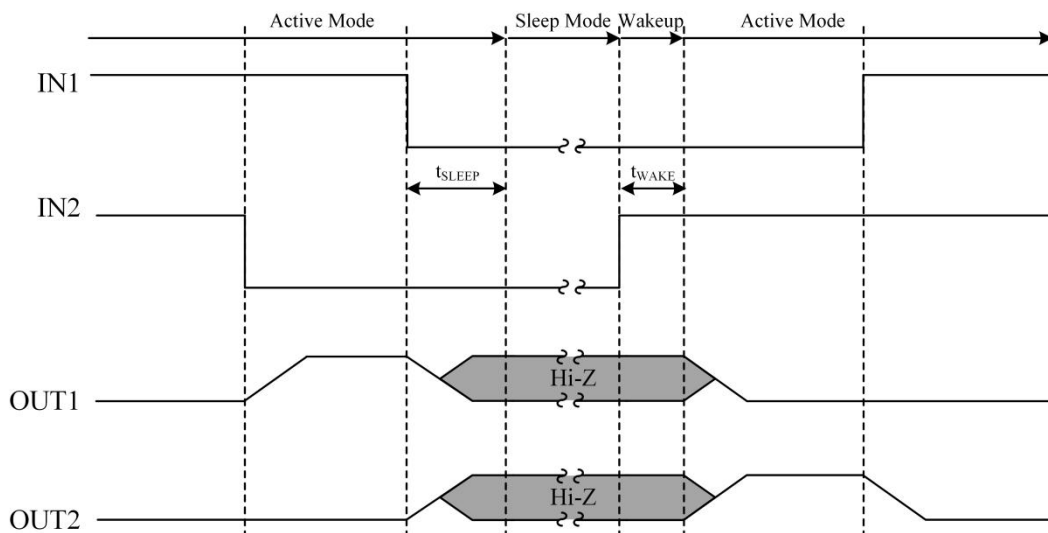 Active Mode Sleep Mode Wakeup Active Mode
IN1
tSLEEP tWAKE
IN2
Hi-Z
OUT1
Hi-Z
OUT2